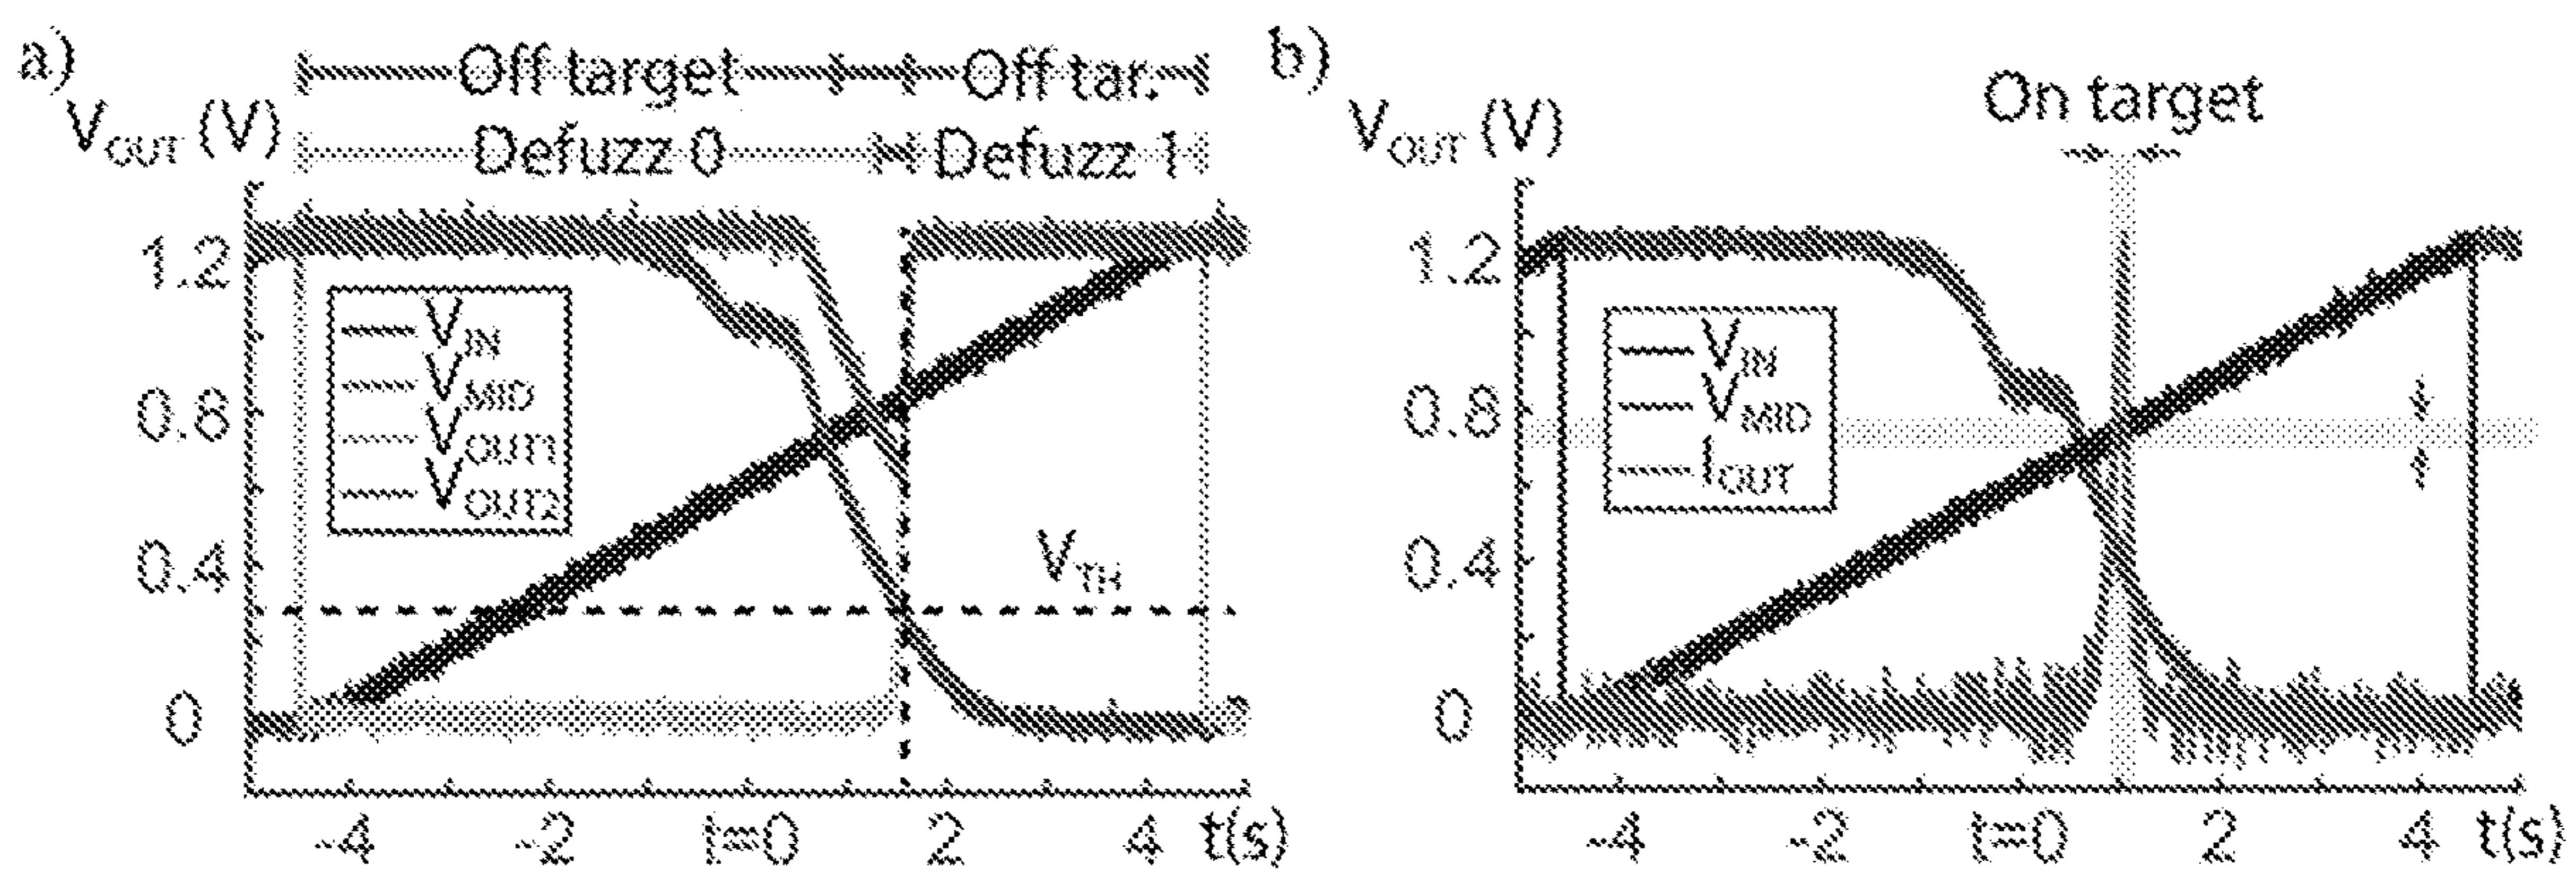 a)
Off target
Off tar.
V_OUT (V)
Defuzz 0
Defuzz 1
1.2
0.8
0.4
0
V_IN
V_MID
V_OUT1
V_OUT2
V_TH
-4
-2
t=0
2
4
t(s)
b)
V_OUT (V)
On target
1.2
0.8
0.4
0
V_IN
V_MID
I_OUT
-4
-2
t=0
2
4
t(s)